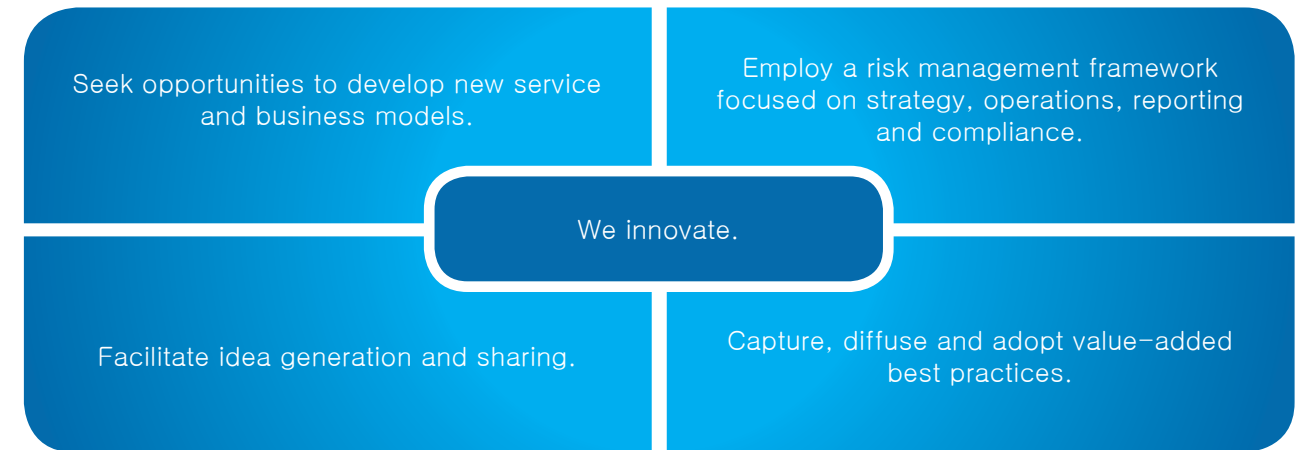 Seek opportunities to develop new service
and business models.
Employ a risk management framework
focused on strategy, operations, reporting
and compliance.
We innovate.
Facilitate idea generation and sharing.
Capture, diffuse and adopt value-added
best practices.